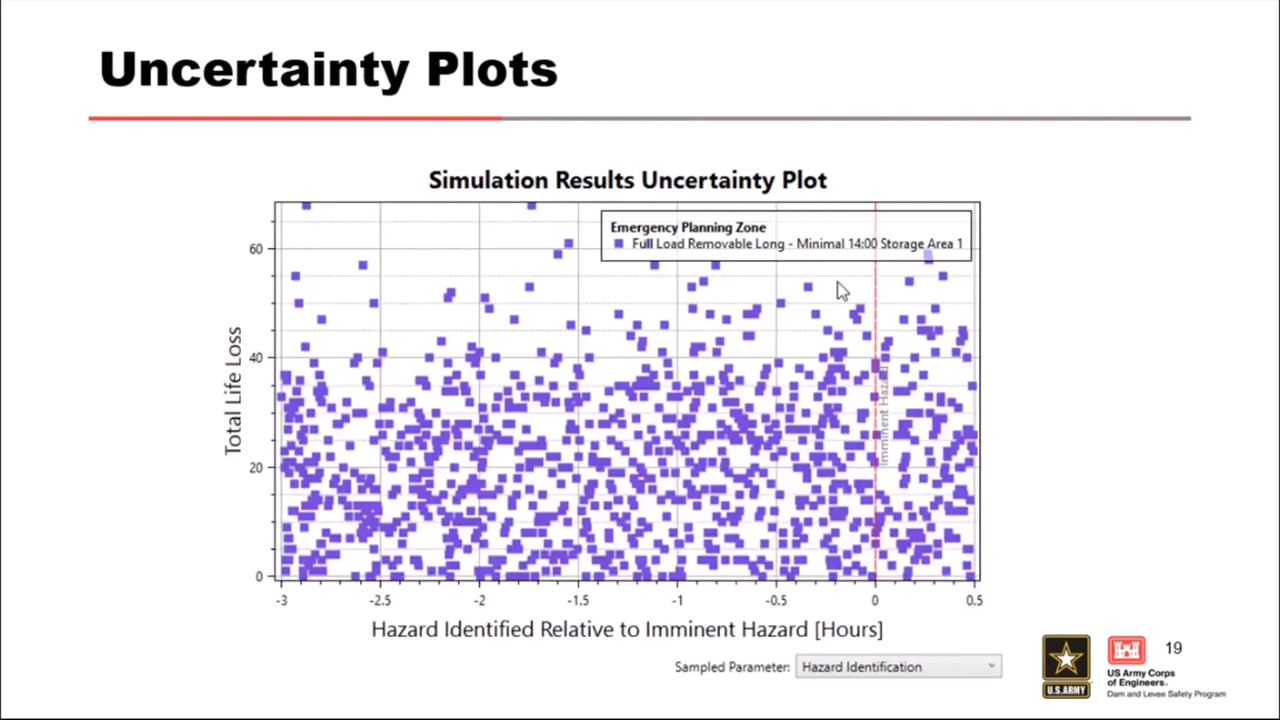 Uncertainty Plots
Simulation Results Uncertainty Plot
Emergency Planning Zone
Full Load Removable Long - Minimal 14:00 Storage Area 1
Total Life Loss
60
40
20
0
Imminent Hazard
-3 -2.5 -2 -1.5 -1 -0.5 0 0.5
Hazard Identified Relative to Imminent Hazard [Hours]
Sampled Parameter: Hazard Identification
U.S.ARMY
US Army Corps
of Engineers®
Dam and Levee Safety Program
19